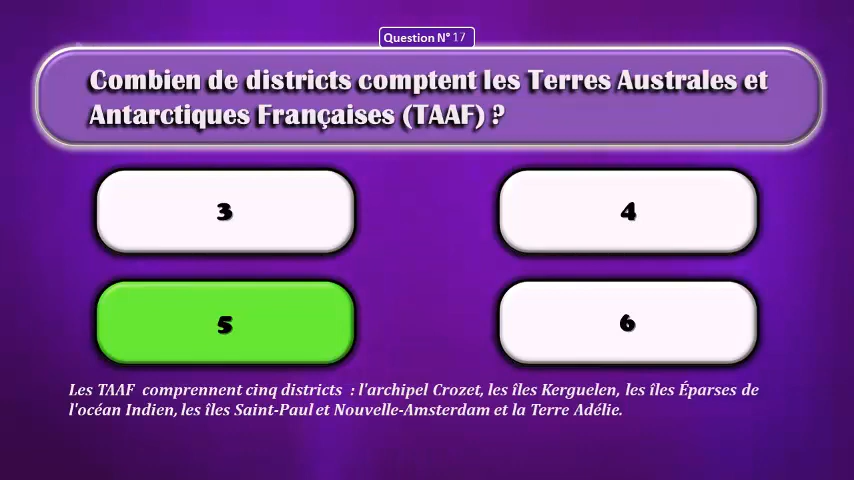 Question N° 17
Combien de districts comptent les Terres Australes et
Antarctiques Françaises (TAAF) ?
3
4
5
6
Les TAAF comprennent cinq districts : l'archipel Crozet, les îles Kerguelen, les îles Éparses de
l'océan Indien, les îles Saint-Paul et Nouvelle-Amsterdam et la Terre Adélie.